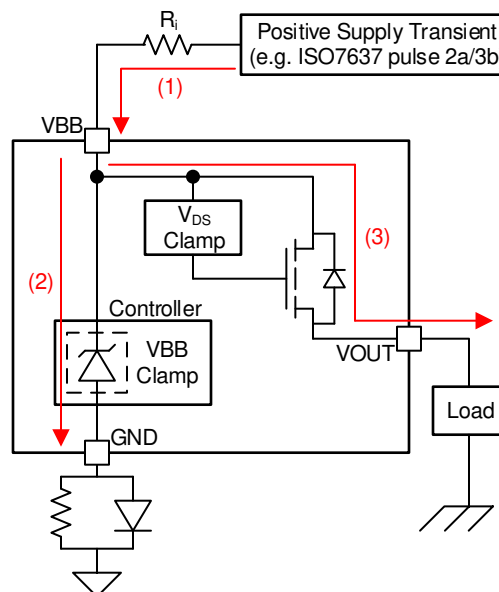 Ri
Positive Supply Transient
(e.g. ISO7637 pulse 2a/3b
(1)
VBB
VDS
Clamp
(3)
(2)
Controller
VBB
Clamp
VOUT
GND
Load